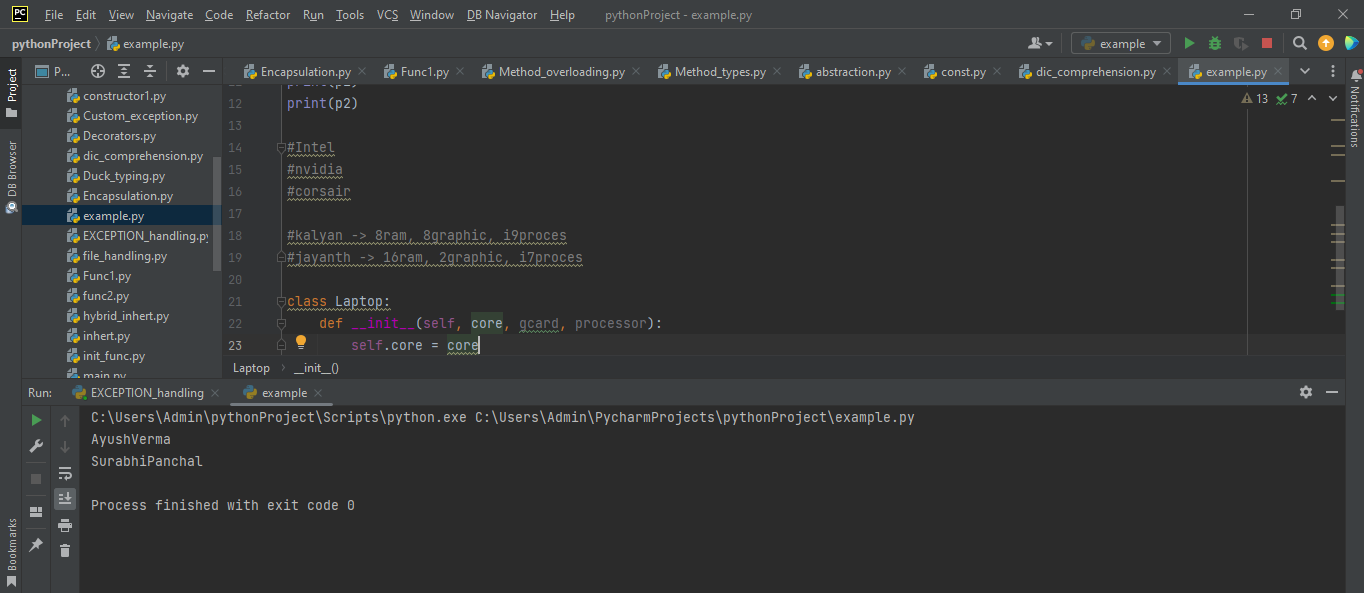 PC File Edit View Navigate Code Refactor Run Tools VCS Window DB Navigator Help pythonProject - example.py
pythonProject example.py example
Project P... Encapsulation.py Func1.py Method_overloading.py Method_types.py abstraction.py const.py dic_comprehension.py example.py
Notifications
DB Browser
Bookmarks
constructor1.py
Custom_exception.py
Decorators.py
dic_comprehension.py
Duck_typing.py
Encapsulation.py
example.py
EXCEPTION_handling.py
file_handling.py
Func1.py
func2.py
hybrid_inhert.py
inhert.py
init_func.py
main.py
13 7
12 print(p2)
13
14 #Intel
15 #nvidia
16 #corsair
17
18 #kalyan -> 8ram, 8graphic, i9proces
19 #jayanth -> 16ram, 2graphic, i7proces
20
21 class Laptop:
22 def __init__(self, core, gcard, processor):
23 self.core = core
Laptop __init__()
Run: EXCEPTION_handling example
C:\Users\Admin\pythonProject\Scripts\python.exe C:\Users\Admin\PycharmProjects\pythonProject\example.py
AyushVerma
SurabhiPanchal
Process finished with exit code 0